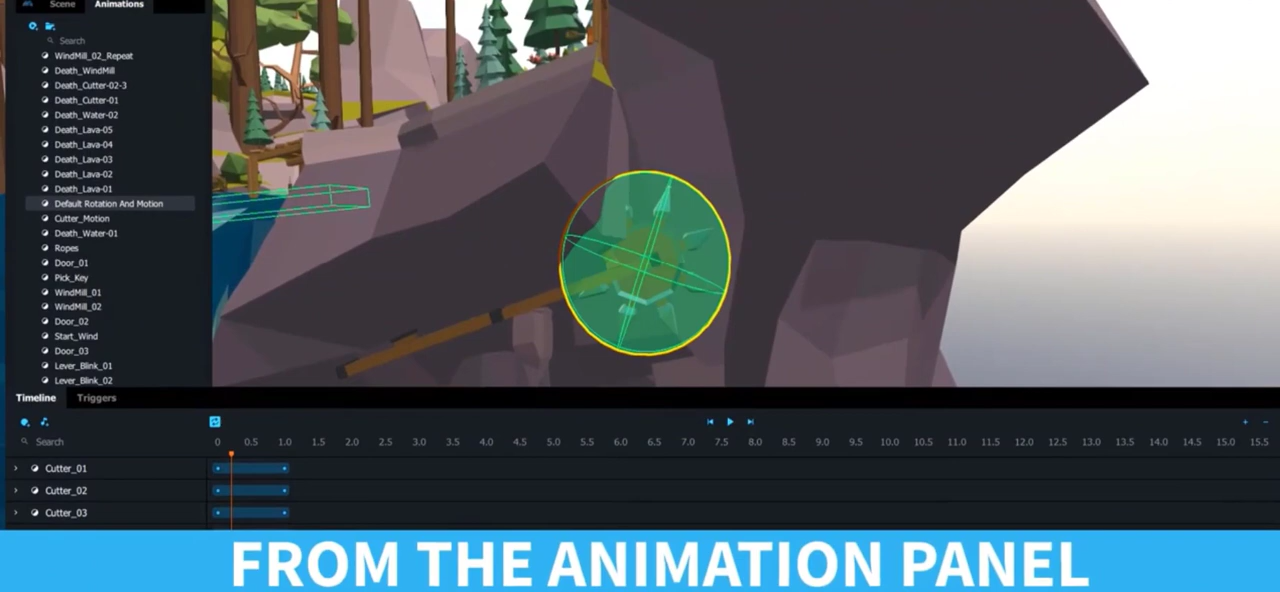 Scene Animations
Search
WindMill_02_Repeat
Death_WindMill
Death_Cutter-02-3
Death_Cutter-01
Death_Water-02
Death_Lava-05
Death_Lava-04
Death_Lava-03
Death_Lava-02
Death_Lava-01
Default Rotation And Motion
Cutter_Motion
Death_Water-01
Ropes
Door_01
Pick_Key
WindMill_01
WindMill_02
Door_02
Start_Wind
Door_03
Lever_Blink_01
Lever_Blink_02
Timeline Triggers
Search
0 0.5 1.0 1.5 2.0 2.5 3.0 3.5 4.0 4.5 5.0 5.5 6.0 6.5 7.0 7.5 8.0 8.5 9.0 9.5 10.0 10.5 11.0 11.5 12.0 12.5 13.0 13.5 14.0 14.5 15.0 15.5
Cutter_01
Cutter_02
Cutter_03
FROM THE ANIMATION PANEL